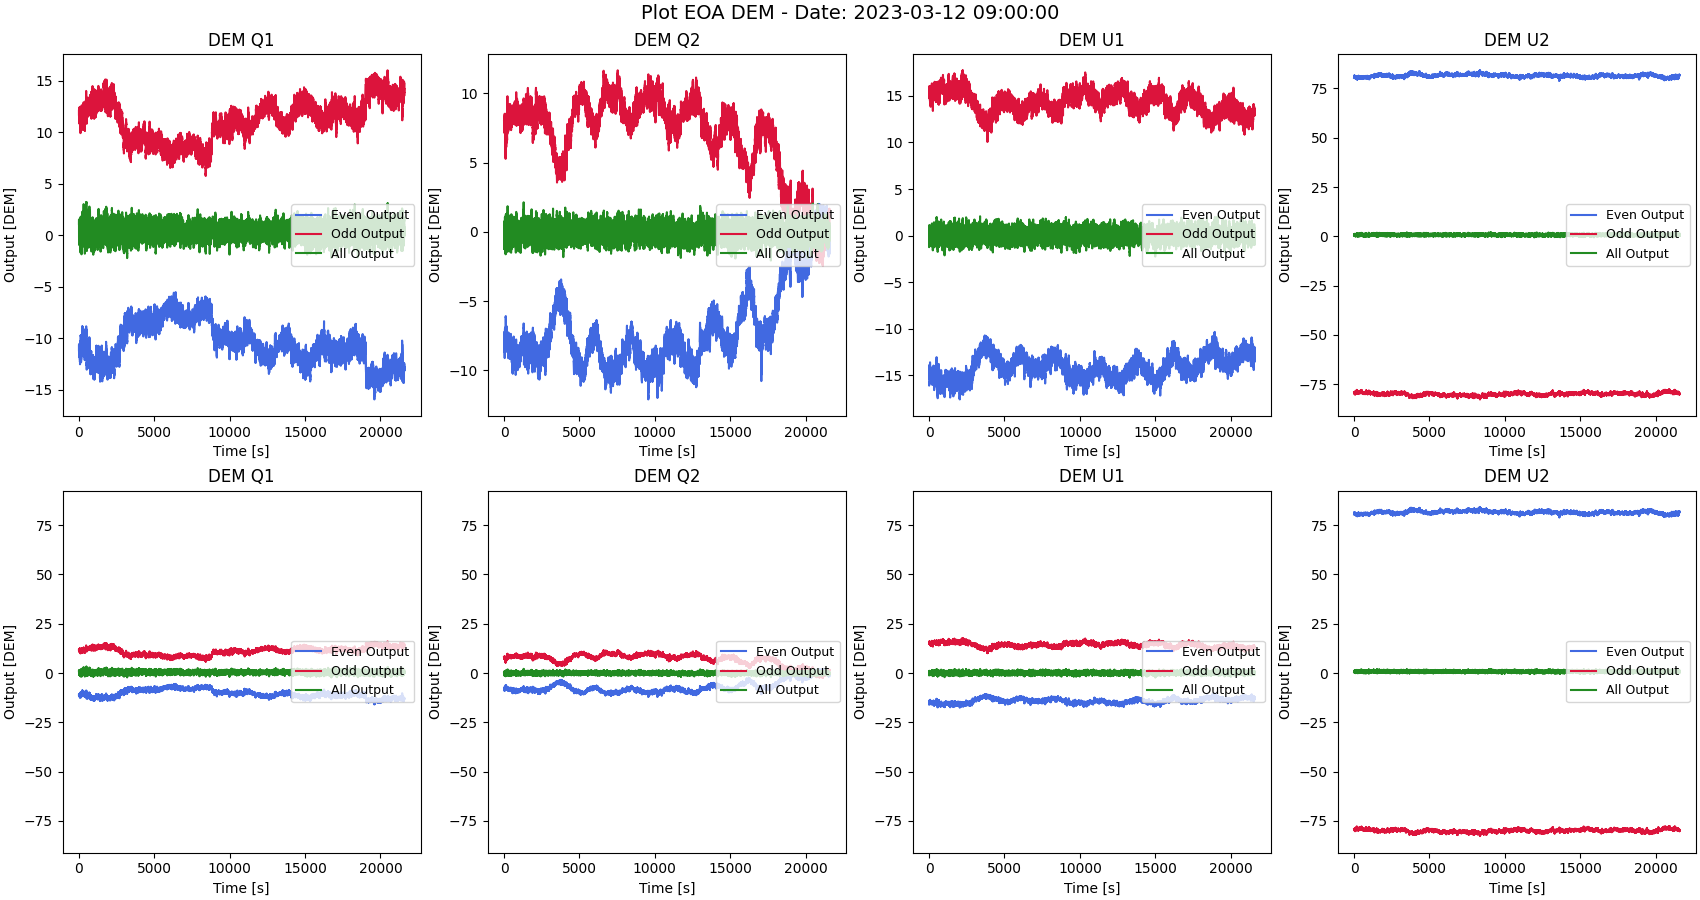 Plot EOA DEM - Date: 2023-03-12 09:00:00
DEM Q1
DEM Q2
DEM U1
DEM U2
Output [DEM]
15
10
5
0
−5
−10
−15
Even Output
Odd Output
All Output
0
5000
10000
15000
20000
Time [s]
Output [DEM]
10
5
0
−5
−10
Even Output
Odd Output
All Output
0
5000
10000
15000
20000
Time [s]
Output [DEM]
15
10
5
0
−5
−10
−15
Even Output
Odd Output
All Output
0
5000
10000
15000
20000
Time [s]
Output [DEM]
75
50
25
0
−25
−50
−75
Even Output
Odd Output
All Output
0
5000
10000
15000
20000
Time [s]
DEM Q1
DEM Q2
DEM U1
DEM U2
Output [DEM]
75
50
25
0
−25
−50
−75
Even Output
Odd Output
All Output
0
5000
10000
15000
20000
Time [s]
Output [DEM]
75
50
25
0
−25
−50
−75
Even Output
Odd Output
All Output
0
5000
10000
15000
20000
Time [s]
Output [DEM]
75
50
25
0
−25
−50
−75
Even Output
Odd Output
All Output
0
5000
10000
15000
20000
Time [s]
Output [DEM]
75
50
25
0
−25
−50
−75
Even Output
Odd Output
All Output
0
5000
10000
15000
20000
Time [s]